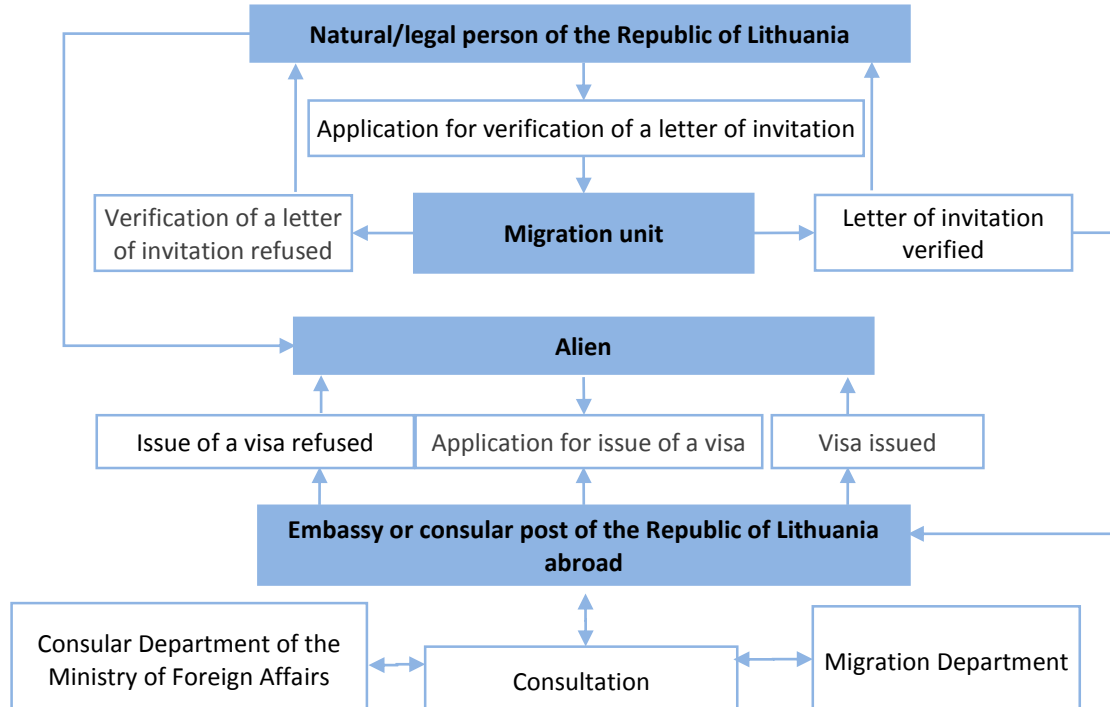 Natural/legal person of the Republic of Lithuania
Application for verification of a letter of invitation
Verification of a letter
of invitation refused
Migration unit
Letter of invitation
verified
Alien
Issue of a visa refused
Application for issue of a visa
Visa issued
Embassy or consular post of the Republic of Lithuania
abroad
Consular Department of the
Ministry of Foreign Affairs
Consultation
Migration Department